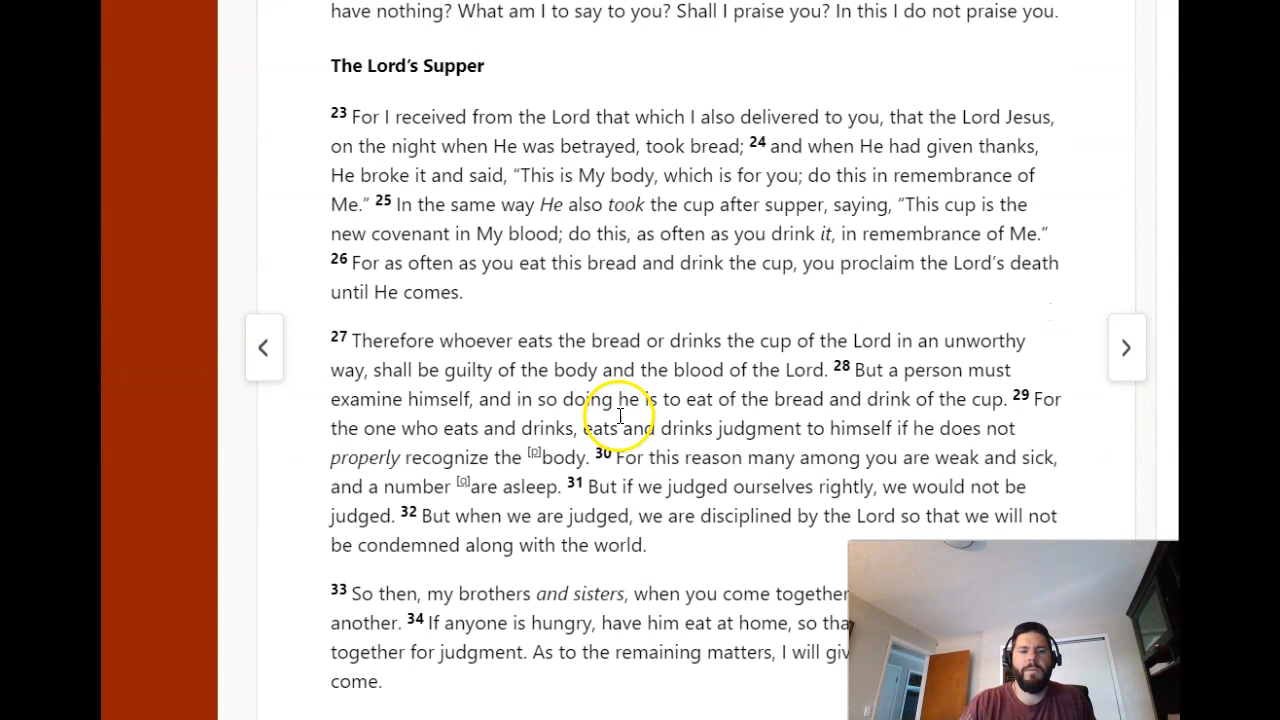 have nothing? What am I to say to you? Shall I praise you? In this I do not praise you.
The Lord’s Supper
23 For I received from the Lord that which I also delivered to you, that the Lord Jesus,
on the night when He was betrayed, took bread; 24 and when He had given thanks,
He broke it and said, “This is My body, which is for you; do this in remembrance of
Me.” 25 In the same way He also took the cup after supper, saying, “This cup is the
new covenant in My blood; do this, as often as you drink it, in remembrance of Me.”
26 For as often as you eat this bread and drink the cup, you proclaim the Lord’s death
until He comes.
27 Therefore whoever eats the bread or drinks the cup of the Lord in an unworthy
way, shall be guilty of the body and the blood of the Lord. 28 But a person must
examine himself, and in so doing he is to eat of the bread and drink of the cup. 29 For
the one who eats and drinks, eats and drinks judgment to himself if he does not
properly recognize the [p]body. 30 For this reason many among you are weak and sick,
and a number [q]are asleep. 31 But if we judged ourselves rightly, we would not be
judged. 32 But when we are judged, we are disciplined by the Lord so that we will not
be condemned along with the world.
33 So then, my brothers and sisters, when you come together
another. 34 If anyone is hungry, have him eat at home, so
together for judgment. As to the remaining matters, I will
come.